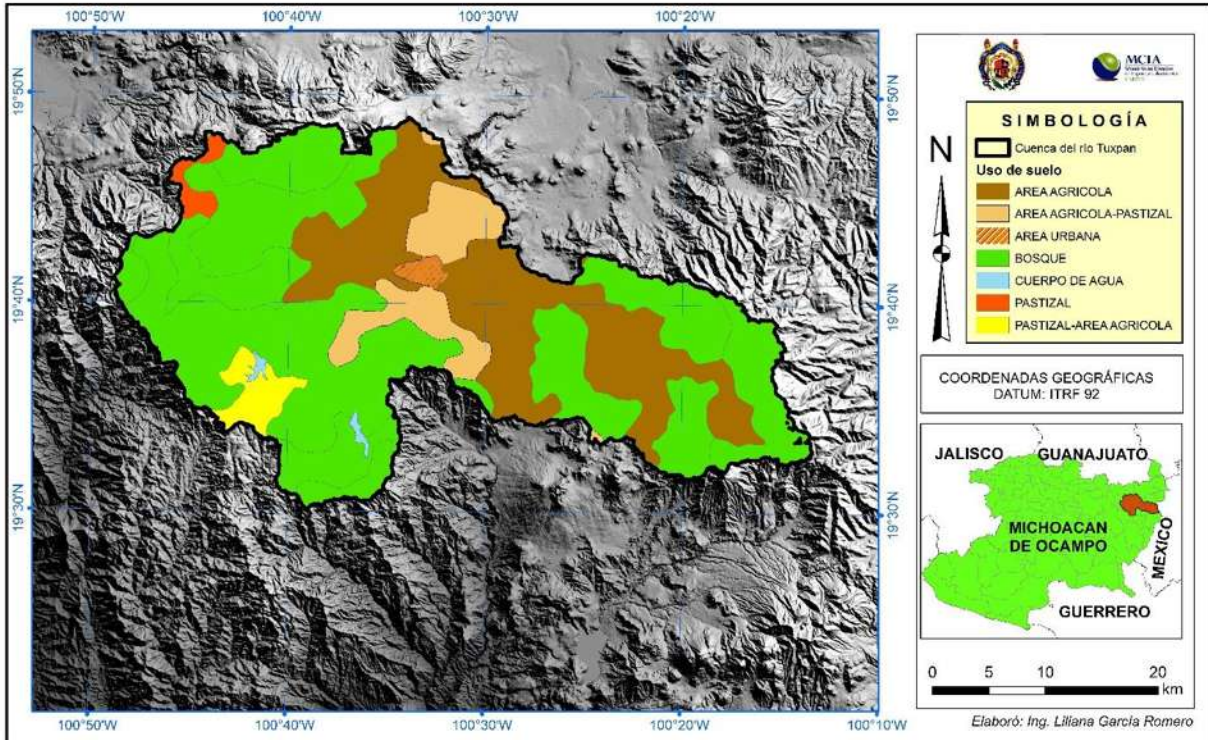 100°50'W 100°40'W 100°30'W 100°20'W 100°10'W
19°50'N 19°50'N
19°40'N 19°40'N
19°30'N 19°30'N
100°50'W 100°40'W 100°30'W 100°20'W 100°10'W
MCIA
SIMBOLOGÍA
Cuenca del río Tuxpan
Uso de suelo
AREA AGRICOLA
AREA AGRICOLA-PASTIZAL
AREA URBANA
BOSQUE
CUERPO DE AGUA
PASTIZAL
PASTIZAL-AREA AGRICOLA
N
COORDENADAS GEOGRÁFICAS
DATUM: ITRF 92
JALISCO GUANAJUATO
MICHOACAN
DE OCAMPO
MEXICO
GUERRERO
0 5 10 20
km
Elaboró: Ing. Liliana García Romero